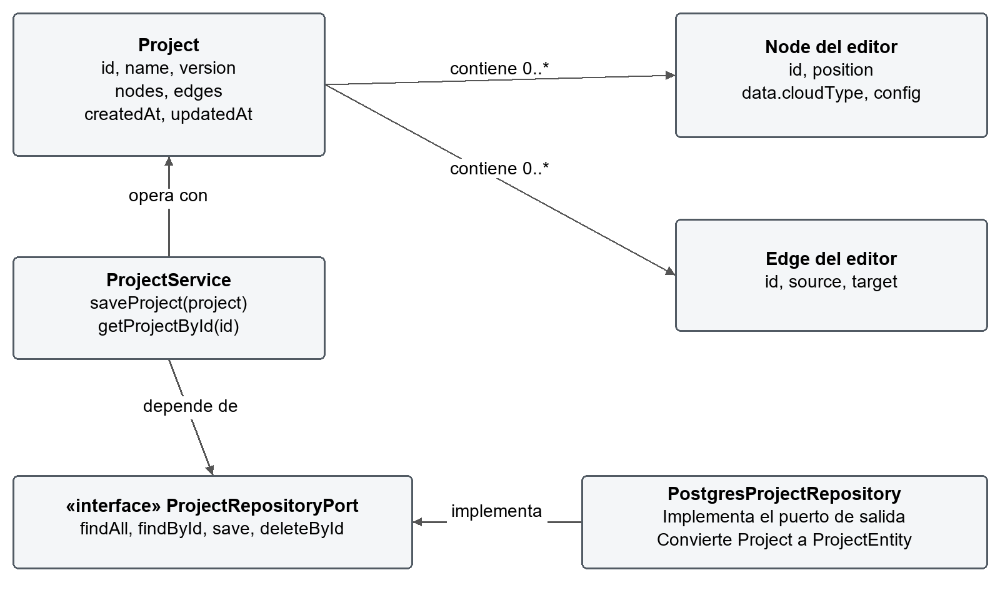 Project
id, name, version
nodes, edges
createdAt, updatedAt
contiene 0..*
Node del editor
id, position
data.cloudType, config
contiene 0..*
opera con
Edge del editor
id, source, target
ProjectService
saveProject(project)
getProjectById(id)
depende de
«interface» ProjectRepositoryPort
findAll, findById, save, deleteById
implementa
PostgresProjectRepository
Implementa el puerto de salida
Convierte Project a ProjectEntity